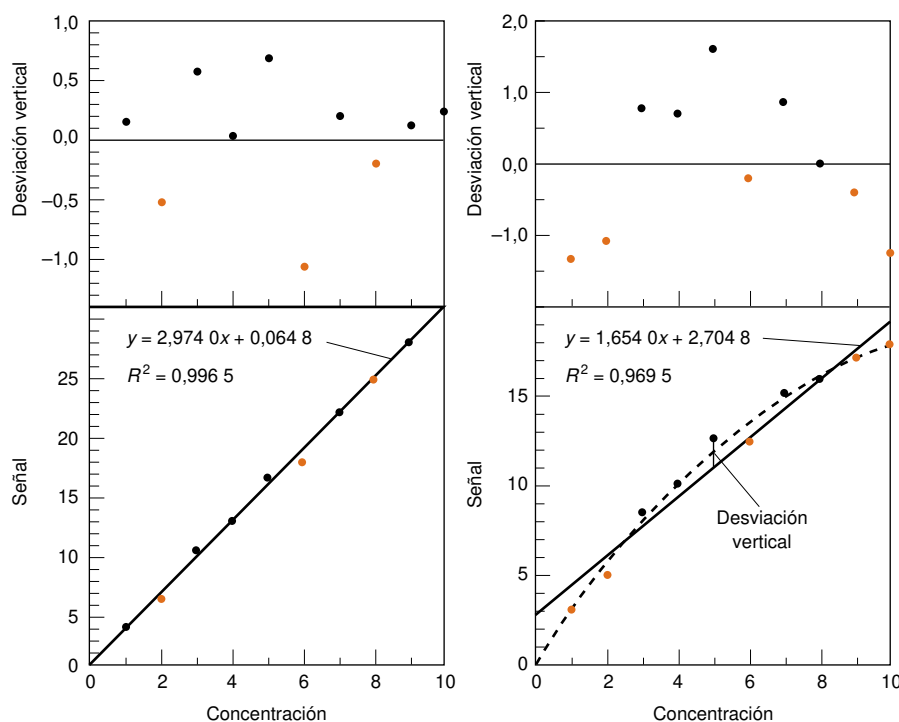 Desviación vertical
1,0
0,5
0,0
–0,5
–1,0
y = 2,974 0x + 0,064 8
R² = 0,996 5
Señal
25
20
15
10
5
0
0 2 4 6 8 10
Concentración
Desviación vertical
2,0
1,0
0,0
–1,0
y = 1,654 0x + 2,704 8
R² = 0,969 5
Señal
15
10
5
0
Desviación
vertical
0 2 4 6 8 10
Concentración